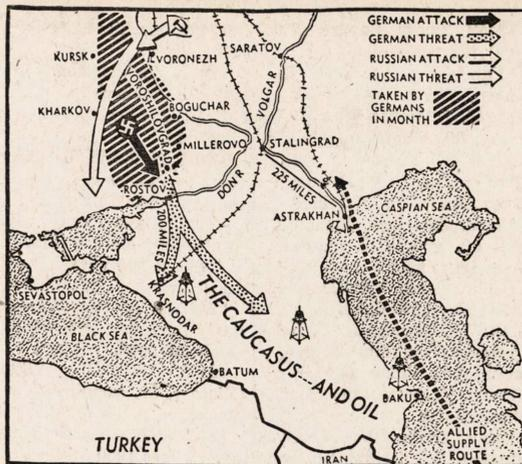 GERMAN ATTACK
GERMAN THREAT
RUSSIAN ATTACK
RUSSIAN THREAT
TAKEN BY
GERMANS
IN MONTH
KURSK
VORONEZH
SARATOV
VOLGA R
KHARKOV
VOROSHILOVGRAD
BOGUCHAR
MILLEROVO
DON R
STALINGRAD
225 MILES
ROSTOV
200 MILES
ASTRAKHAN
CASPIAN SEA
SEVASTOPOL
KRASNODAR
THE CAUCASUS---AND OIL
BLACK SEA
BATUM
BAKU
TURKEY
IRAN
ALLIED
SUPPLY
ROUTE